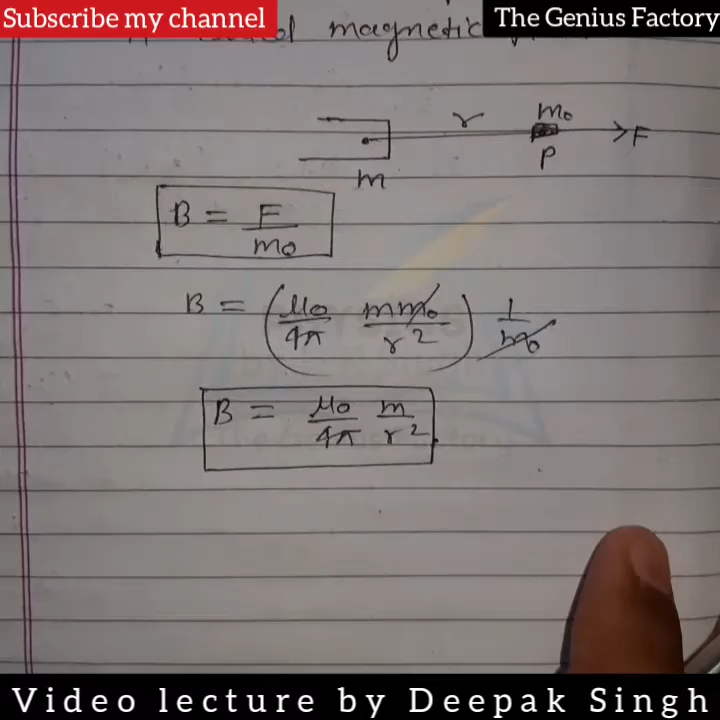 Subscribe my channel
The Genius Factory
magnetic
r m₀
→F
m P
B = F/m₀
B = (μ₀/4π mm₀/r²) 1/m₀
B = μ₀/4π m/r²
Video lecture by Deepak Singh